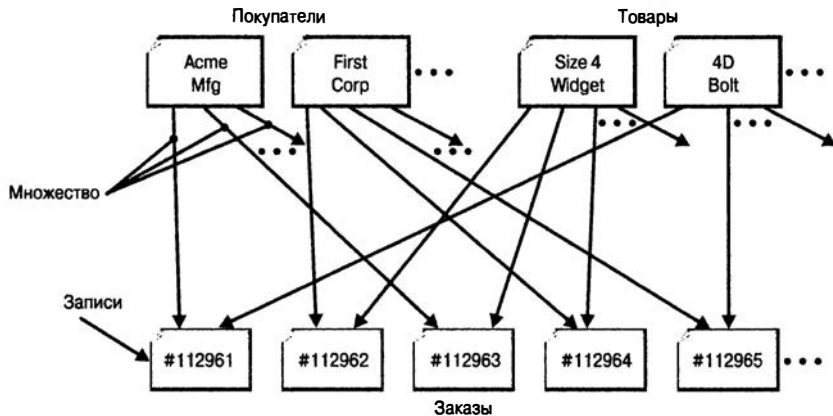 Покупатели
Товары
Acme
Mfg
First
Corp
Size 4
Widget
4D
Bolt
Множество
Записи
#112961
#112962
#112963
#112964
#112965
Заказы